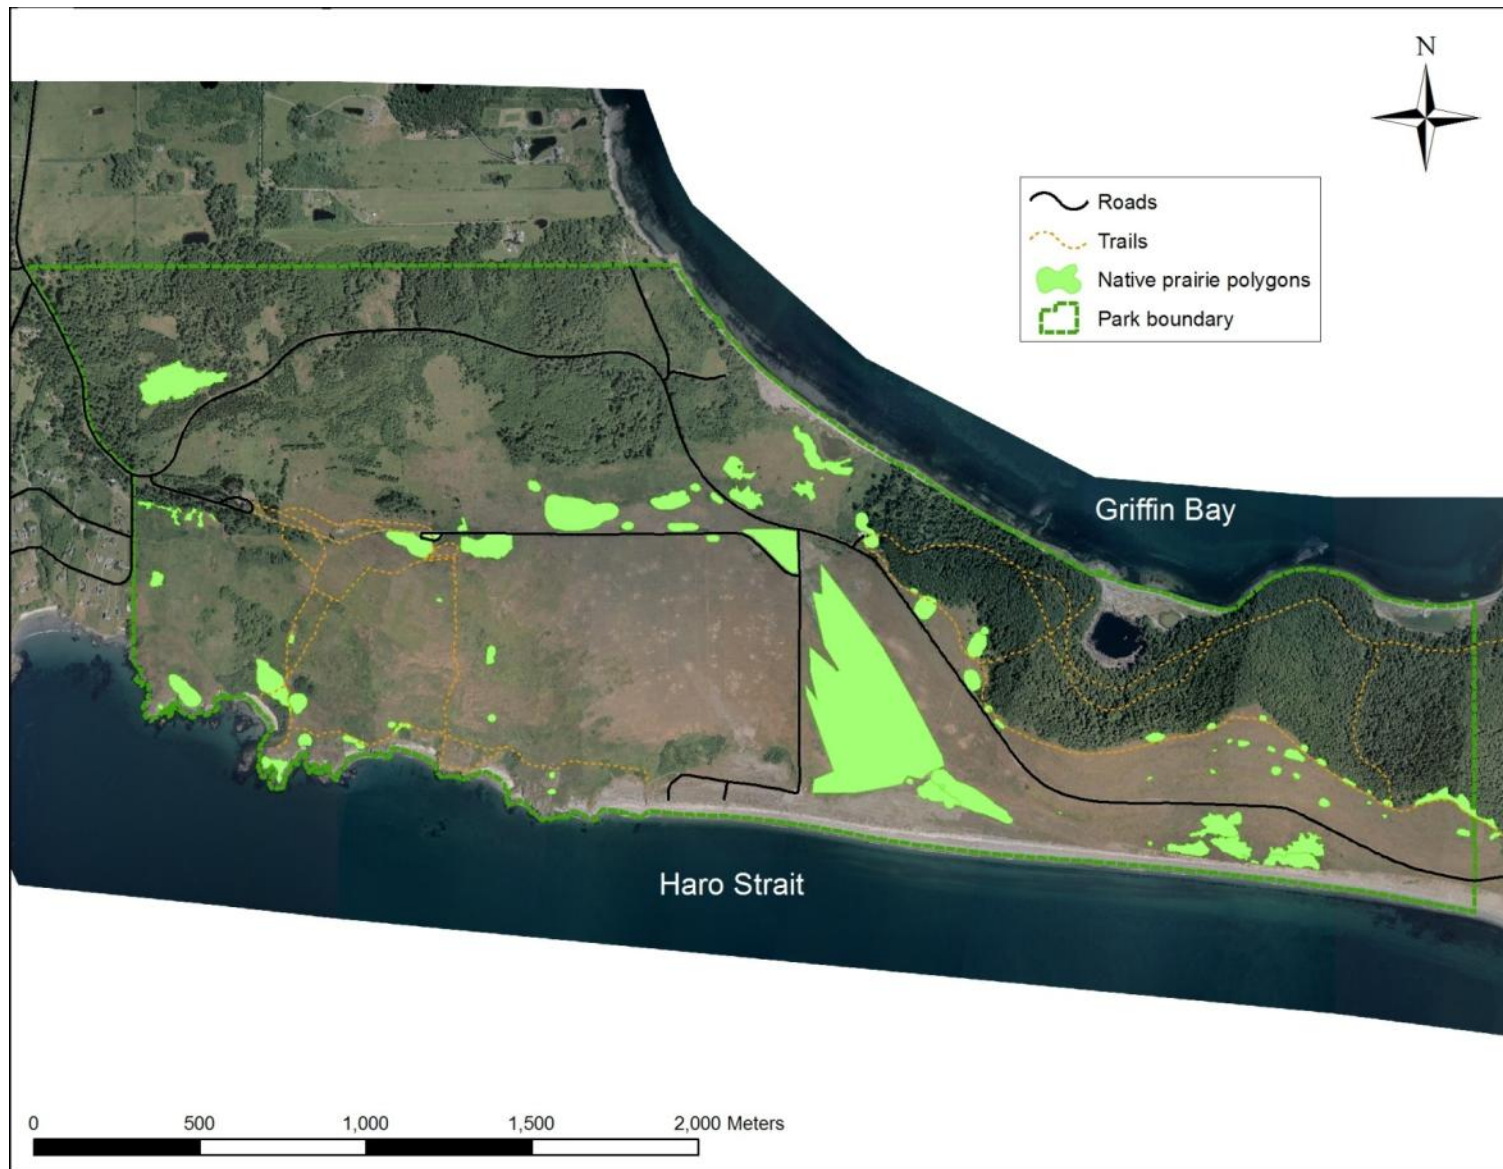 N
Roads
Trails
Native prairie polygons
Park boundary
Griffin Bay
Haro Strait
0 500 1,000 1,500 2,000 Meters